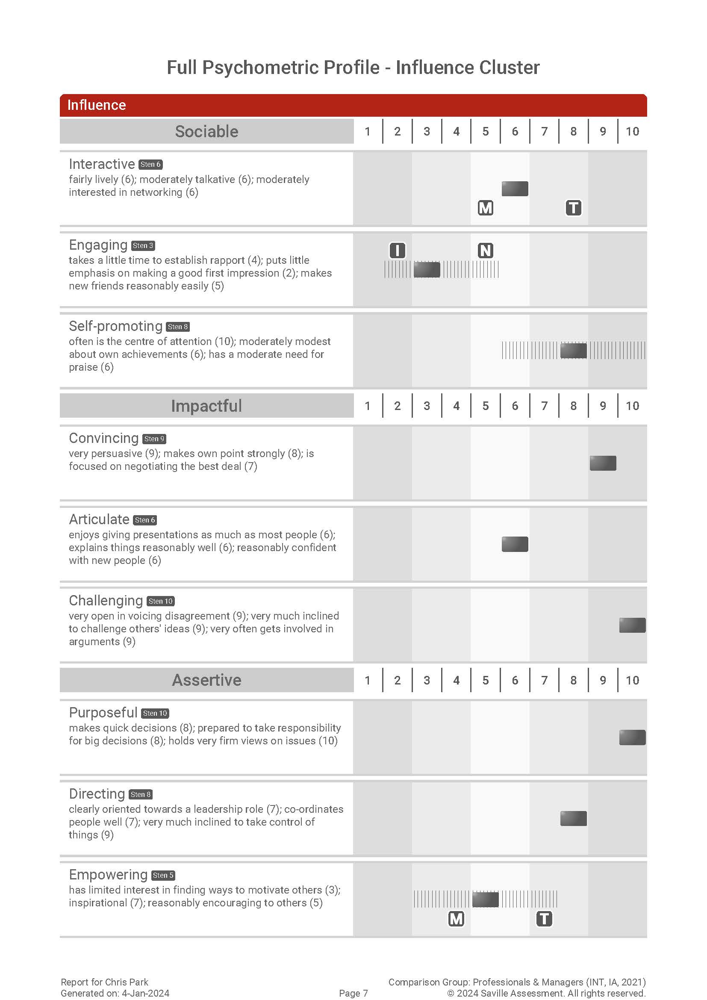 Full Psychometric Profile - Influence Cluster
Influence
Sociable 1 2 3 4 5 6 7 8 9 10
Interactive Sten 6
fairly lively (6); moderately talkative (6); moderately
interested in networking (6)
M T
Engaging Sten 3
I N
takes a little time to establish rapport (4); puts little
emphasis on making a good first impression (2); makes
new friends reasonably easily (5)
Self-promoting Sten 8
often is the centre of attention (10); moderately modest
about own achievements (6); has a moderate need for
praise (6)
Impactful 1 2 3 4 5 6 7 8 9 10
Convincing Sten 9
very persuasive (9); makes own point strongly (8); is
focused on negotiating the best deal (7)
Articulate Sten 6
enjoys giving presentations as much as most people (6);
explains things reasonably well (6); reasonably confident
with new people (6)
Challenging Sten 10
very open in voicing disagreement (9); very much inclined
to challenge others' ideas (9); very often gets involved in
arguments (9)
Assertive 1 2 3 4 5 6 7 8 9 10
Purposeful Sten 10
makes quick decisions (8); prepared to take responsibility
for big decisions (8); holds very firm views on issues (10)
Directing Sten 8
clearly oriented towards a leadership role (7); co-ordinates
people well (7); very much inclined to take control of
things (9)
Empowering Sten 5
has limited interest in finding ways to motivate others (3);
inspirational (7); reasonably encouraging to others (5)
M T
Report for Chris Park Comparison Group: Professionals & Managers (INT, IA, 2021)
Generated on: 4-Jan-2024 Page 7 © 2024 Saville Assessment. All rights reserved.